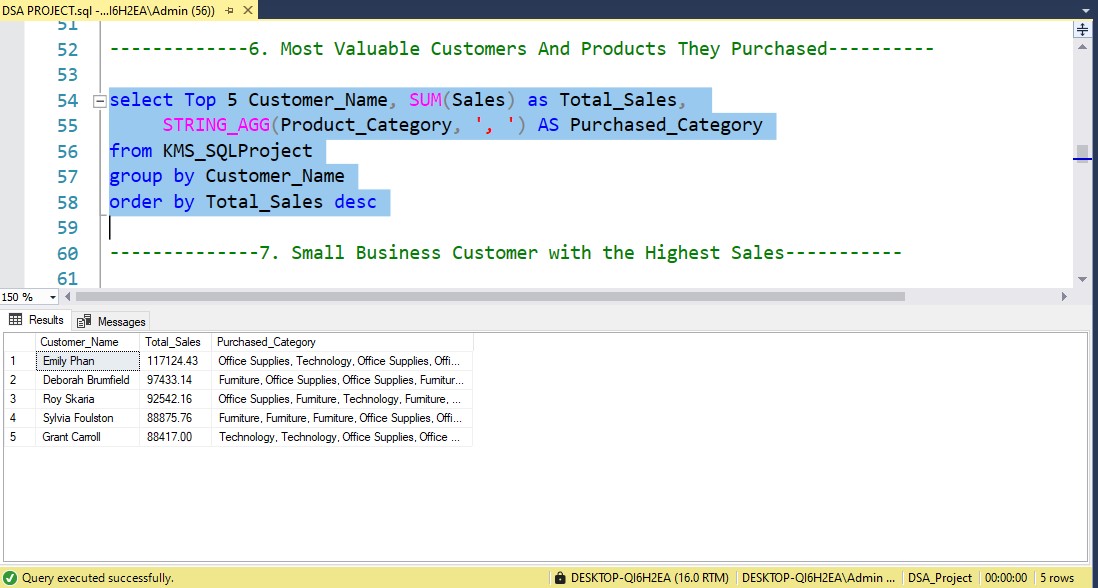 DSA PROJECT.sql -...I6H2EA\Admin (56))
51
52 -------------6. Most Valuable Customers And Products They Purchased----------
53
54 select Top 5 Customer_Name, SUM(Sales) as Total_Sales,
55 STRING_AGG(Product_Category, ', ') AS Purchased_Category
56 from KMS_SQLProject
57 group by Customer_Name
58 order by Total_Sales desc
59
60 --------------7. Small Business Customer with the Highest Sales-----------
61
150 %
Results Messages
Customer_Name Total_Sales Purchased_Category
1 Emily Phan 117124.43 Office Supplies, Technology, Office Supplies, Offi...
2 Deborah Brumfield 97433.14 Furniture, Office Supplies, Office Supplies, Furnitur...
3 Roy Skaria 92542.16 Office Supplies, Furniture, Technology, Furniture, ...
4 Sylvia Foulston 88875.76 Furniture, Furniture, Furniture, Office Supplies, Offi...
5 Grant Carroll 88417.00 Technology, Technology, Office Supplies, Office ...
Query executed successfully. DESKTOP-QI6H2EA (16.0 RTM) DESKTOP-QI6H2EA\Admin ... DSA_Project 00:00:00 5 rows